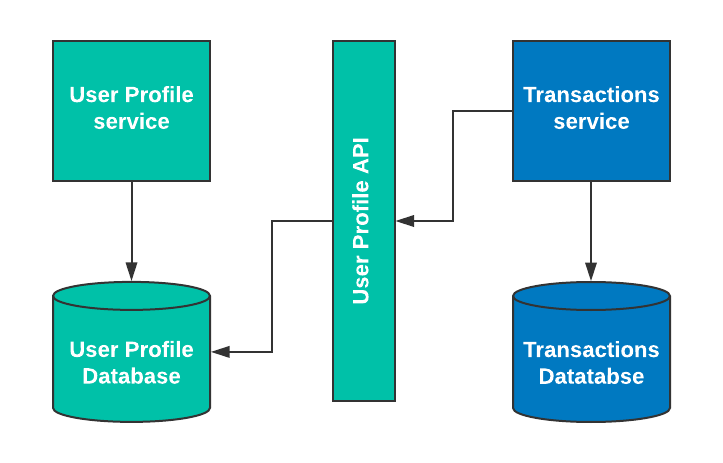 User Profile
service
User Profile API
Transactions
service
User Profile
Database
Transactions
Datatabse